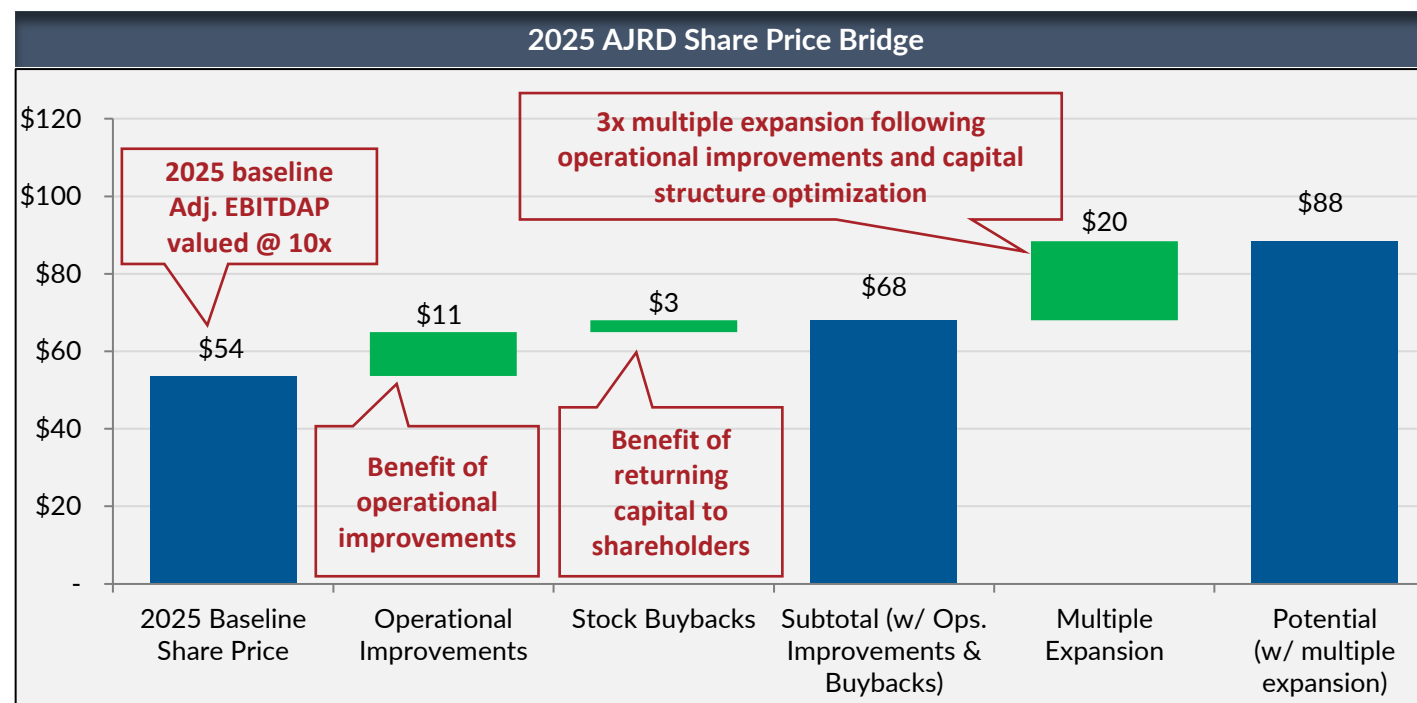 2025 AJRD Share Price Bridge
$120
$100
$80
$60
$40
$20
-
2025 baseline
Adj. EBITDAP
valued @ 10x
3x multiple expansion following
operational improvements and capital
structure optimization
$54
$11
$3
$68
$20
$88
Benefit of
operational
improvements
Benefit of
returning
capital to
shareholders
2025 Baseline
Share Price
Operational
Improvements
Stock Buybacks
Subtotal (w/ Ops.
Improvements &
Buybacks)
Multiple
Expansion
Potential
(w/ multiple
expansion)